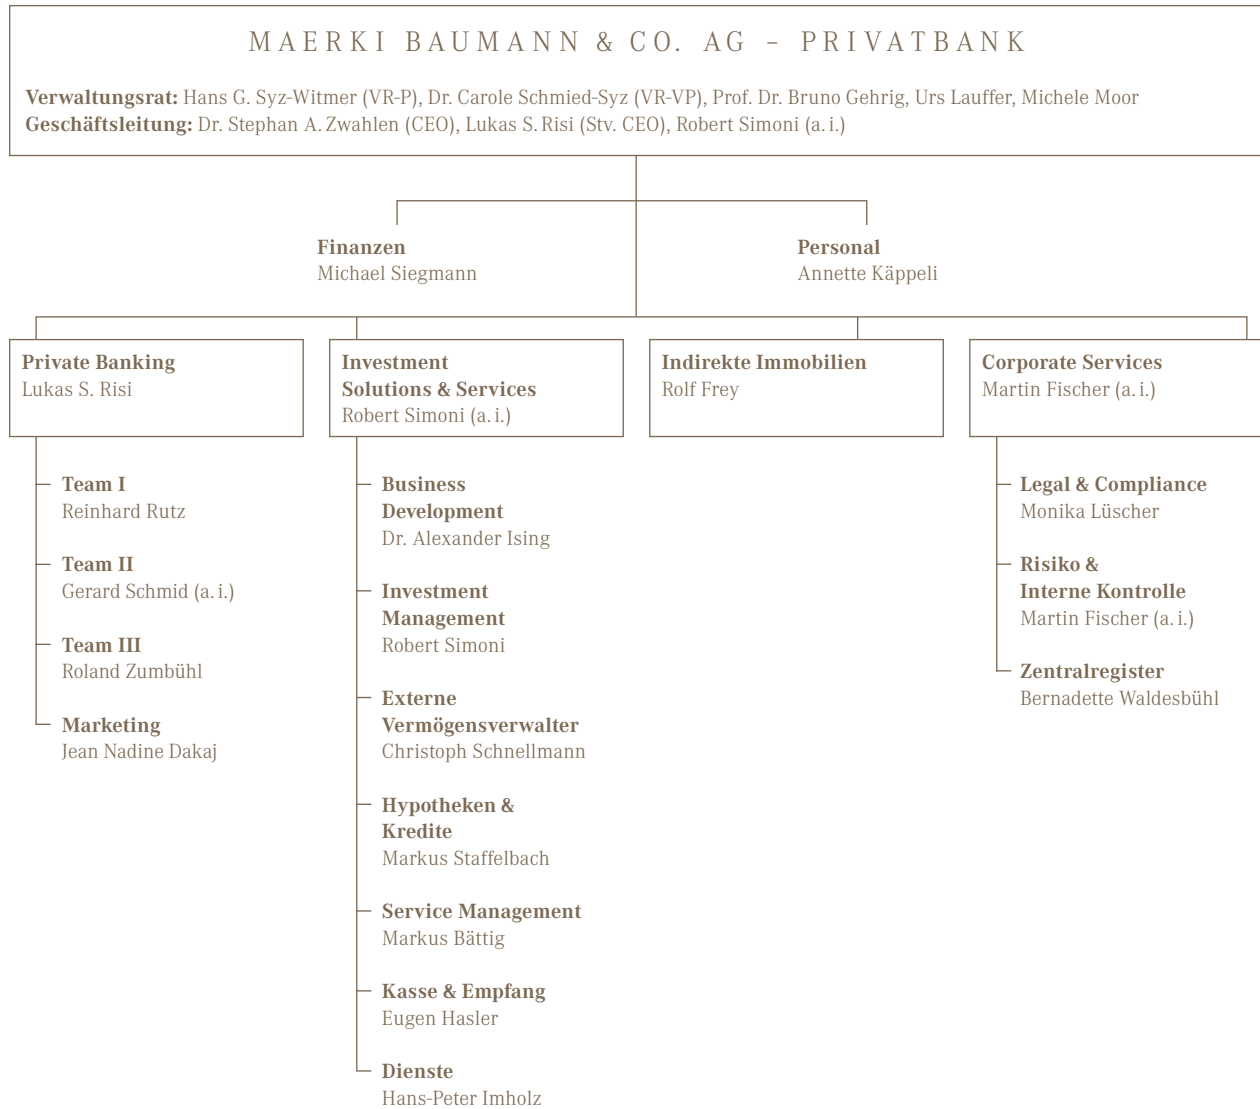 MAERKI BAUMANN & CO. AG – PRIVATBANK
Verwaltungsrat: Hans G. Syz-Witmer (VR-P), Dr. Carole Schmied-Syz (VR-VP), Prof. Dr. Bruno Gehrig, Urs Lauffer, Michele Moor
Geschäftsleitung: Dr. Stephan A. Zwahlen (CEO), Lukas S. Risi (Stv. CEO), Robert Simoni (a. i.)
Finanzen
Michael Siegmann
Personal
Annette Käppeli
Private Banking
Lukas S. Risi
Team I
Reinhard Rutz
Team II
Gerard Schmid (a. i.)
Team III
Roland Zumbühl
Marketing
Jean Nadine Dakaj
Investment
Solutions & Services
Robert Simoni (a. i.)
Business
Development
Dr. Alexander Ising
Investment
Management
Robert Simoni
Externe
Vermögensverwalter
Christoph Schnellmann
Hypotheken &
Kredite
Markus Staffelbach
Service Management
Markus Bättig
Kasse & Empfang
Eugen Hasler
Dienste
Hans-Peter Imholz
Indirekte Immobilien
Rolf Frey
Corporate Services
Martin Fischer (a. i.)
Legal & Compliance
Monika Lüscher
Risiko &
Interne Kontrolle
Martin Fischer (a. i.)
Zentralregister
Bernadette Waldesbühl